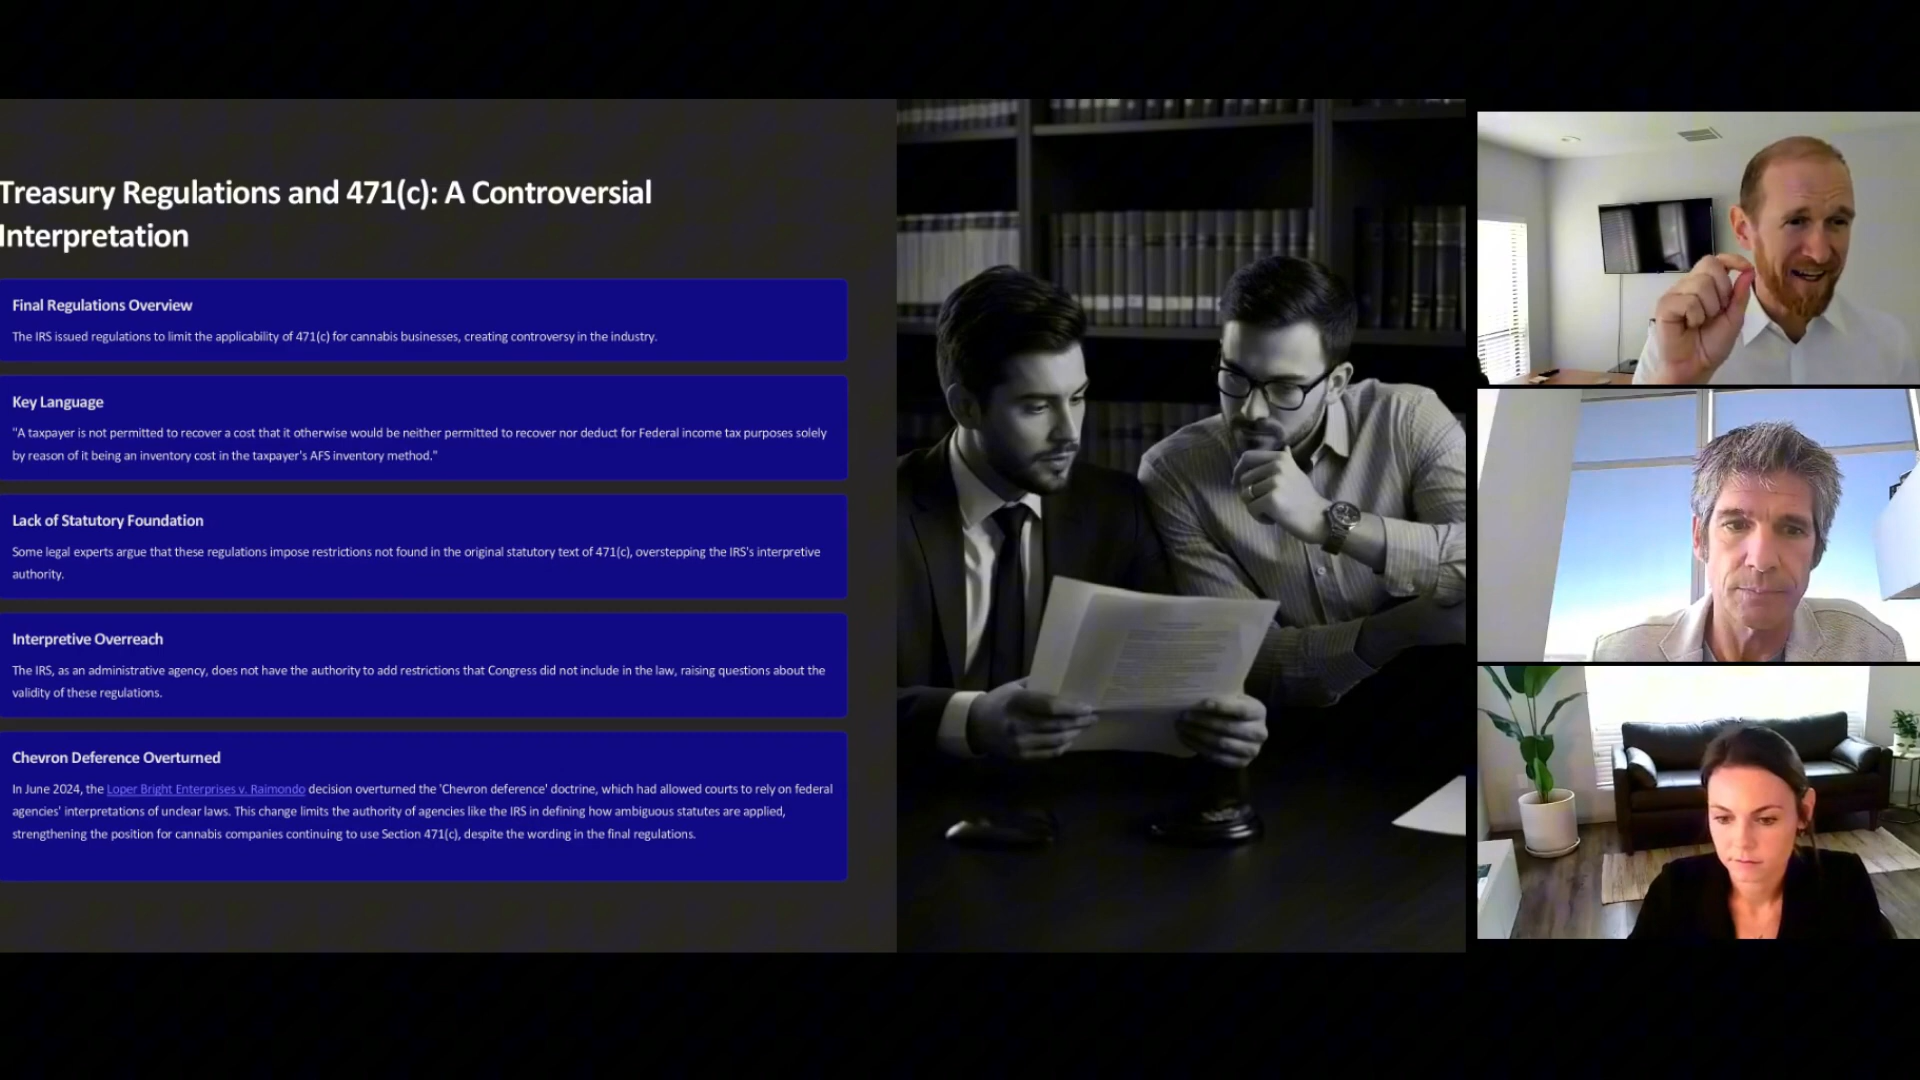 Treasury Regulations and 471(c): A Controversial
Interpretation
Final Regulations Overview
The IRS issued regulations to limit the applicability of 471(c) for cannabis businesses, creating controversy in the industry.
Key Language
"A taxpayer is not permitted to recover a cost that it otherwise would be neither permitted to recover nor deduct for Federal income tax purposes solely
by reason of it being an inventory cost in the taxpayer's AFS inventory method."
Lack of Statutory Foundation
Some legal experts argue that these regulations impose restrictions not found in the original statutory text of 471(c), overstepping the IRS's interpretive
authority.
Interpretive Overreach
The IRS, as an administrative agency, does not have the authority to add restrictions that Congress did not include in the law, raising questions about the
validity of these regulations.
Chevron Deference Overturned
In June 2024, the Loper Bright Enterprises v. Raimondo decision overturned the 'Chevron deference' doctrine, which had allowed courts to rely on federal
agencies' interpretations of unclear laws. This change limits the authority of agencies like the IRS in defining how ambiguous statutes are applied,
strengthening the position for cannabis companies continuing to use Section 471(c), despite the wording in the final regulations.